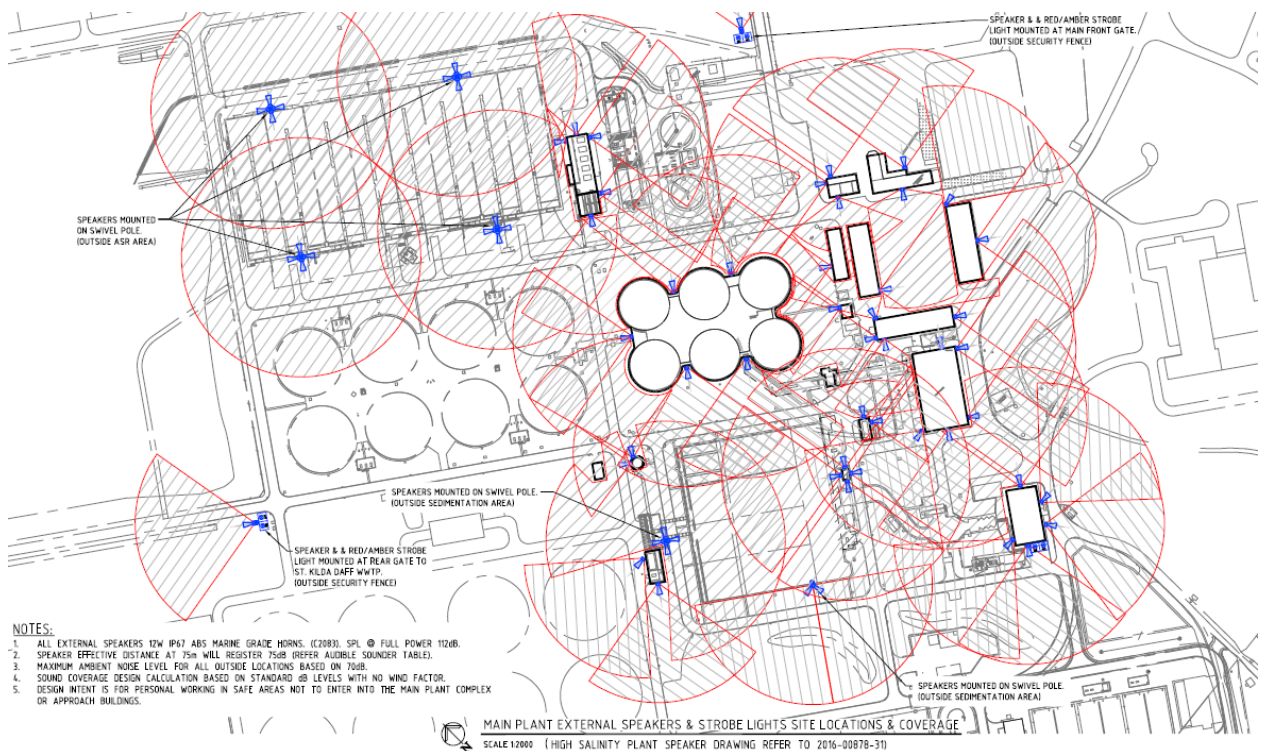 SPEAKER & & RED/AMBER STROBE
LIGHT MOUNTED AT MAIN FRONT GATE.
(OUTSIDE SECURITY FENCE)
SPEAKERS MOUNTED
ON SWIVEL POLE.
(OUTSIDE ASR AREA)
SPEAKERS MOUNTED ON SWIVEL POLE.
(OUTSIDE SEDIMENTATION AREA)
SPEAKER & & RED/AMBER STROBE
LIGHT MOUNTED AT REAR GATE TO
ST. KILDA DAFF WWTP.
(OUTSIDE SECURITY FENCE)
SPEAKERS MOUNTED ON SWIVEL POLE.
(OUTSIDE SEDIMENTATION AREA)
NOTES:
1. ALL EXTERNAL SPEAKERS 12W IP67 ABS MARINE GRADE HORNS. (C2083). SPL @ FULL POWER 112dB.
2. SPEAKER EFFECTIVE DISTANCE AT 75m WILL REGISTER 75dB (REFER AUDIBLE SOUNDER TABLE).
3. MAXIMUM AMBIENT NOISE LEVEL FOR ALL OUTSIDE LOCATIONS BASED ON 70dB.
4. SOUND COVERAGE DESIGN CALCULATION BASED ON STANDARD dB LEVELS WITH NO WIND FACTOR.
5. DESIGN INTENT IS FOR PERSONAL WORKING IN SAFE AREAS NOT TO ENTER INTO THE MAIN PLANT COMPLEX
OR APPROACH BUILDINGS.
MAIN PLANT EXTERNAL SPEAKERS & STROBE LIGHTS SITE LOCATIONS & COVERAGE
SCALE 1:2000 (HIGH SALINITY PLANT SPEAKER DRAWING REFER TO 2016-00878-31)